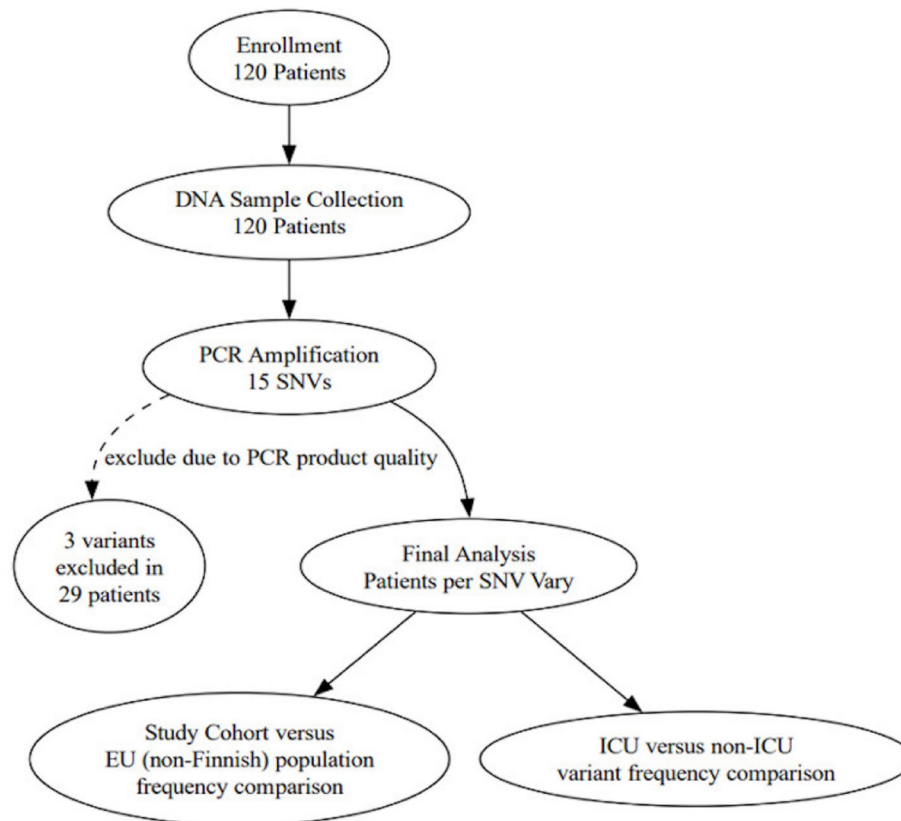 Enrollment
120 Patients
DNA Sample Collection
120 Patients
PCR Amplification
15 SNVs
exclude due to PCR product quality
3 variants
excluded in
29 patients
Final Analysis
Patients per SNV Vary
Study Cohort versus
EU (non-Finnish) population
frequency comparison
ICU versus non-ICU
variant frequency comparison